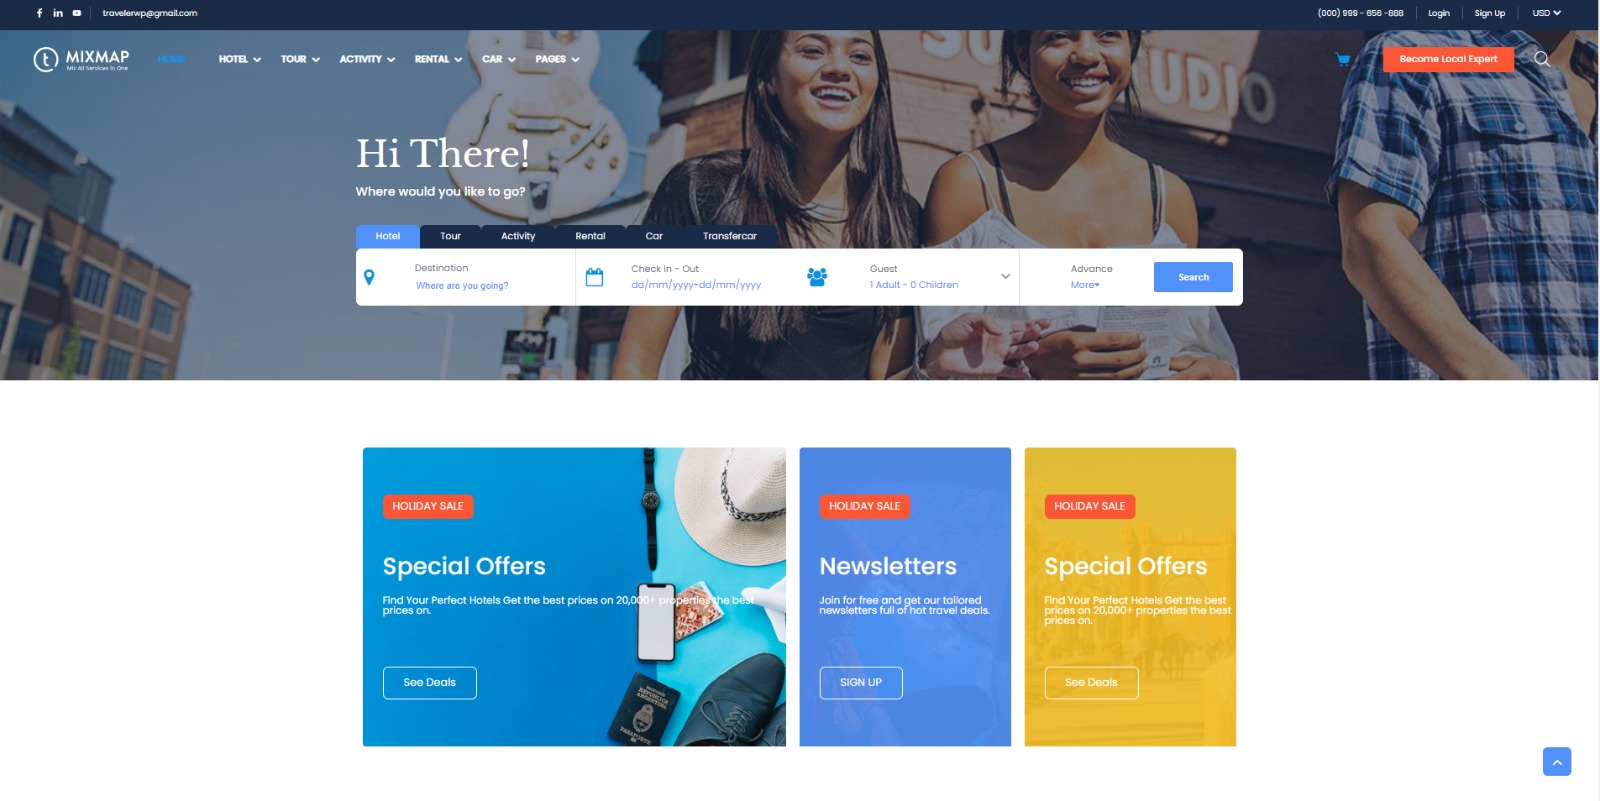 travelerwp@gmail.com
(000) 999 - 656 -888
Login
Sign Up
USD
t MIXMAP
Mix All Services In One
HOME
HOTEL
TOUR
ACTIVITY
RENTAL
CAR
PAGES
Become Local Expert
UDIO
Hi There!
Where would you like to go?
Hotel
Tour
Activity
Rental
Car
Transfercar
Destination
Where are you going?
Check In - Out
dd/mm/yyyy-dd/mm/yyyy
Guest
1 Adult - 0 Children
Advance
More
Search
HOLIDAY SALE
Special Offers
Find Your Perfect Hotels Get the best prices on 20,000+ properties the best
prices on.
See Deals
REPÚBLICA
ARGENTINA
PASAPORTE
HOLIDAY SALE
Newsletters
Join for free and get our tailored
newsletters full of hot travel deals.
SIGN UP
HOLIDAY SALE
Special Offers
Find Your Perfect Hotels Get the best
prices on 20,000+ properties the best
prices on.
See Deals